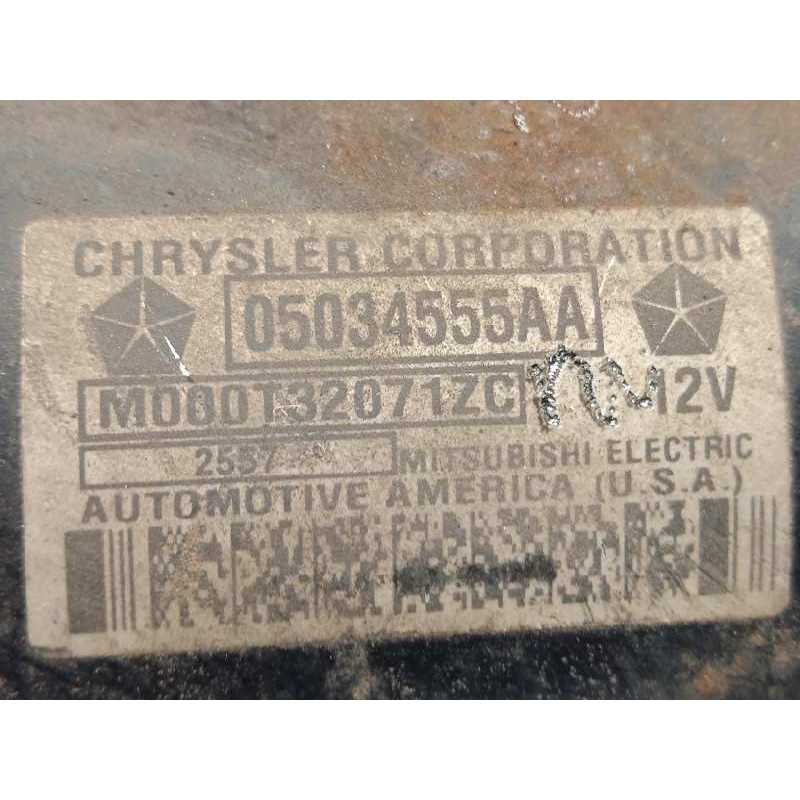 CHRYSLER CORPORATION
05034555AA
M000T32071ZC 12V
2557 MITSUBISHI ELECTRIC
AUTOMOTIVE AMERICA (U.S.A.)